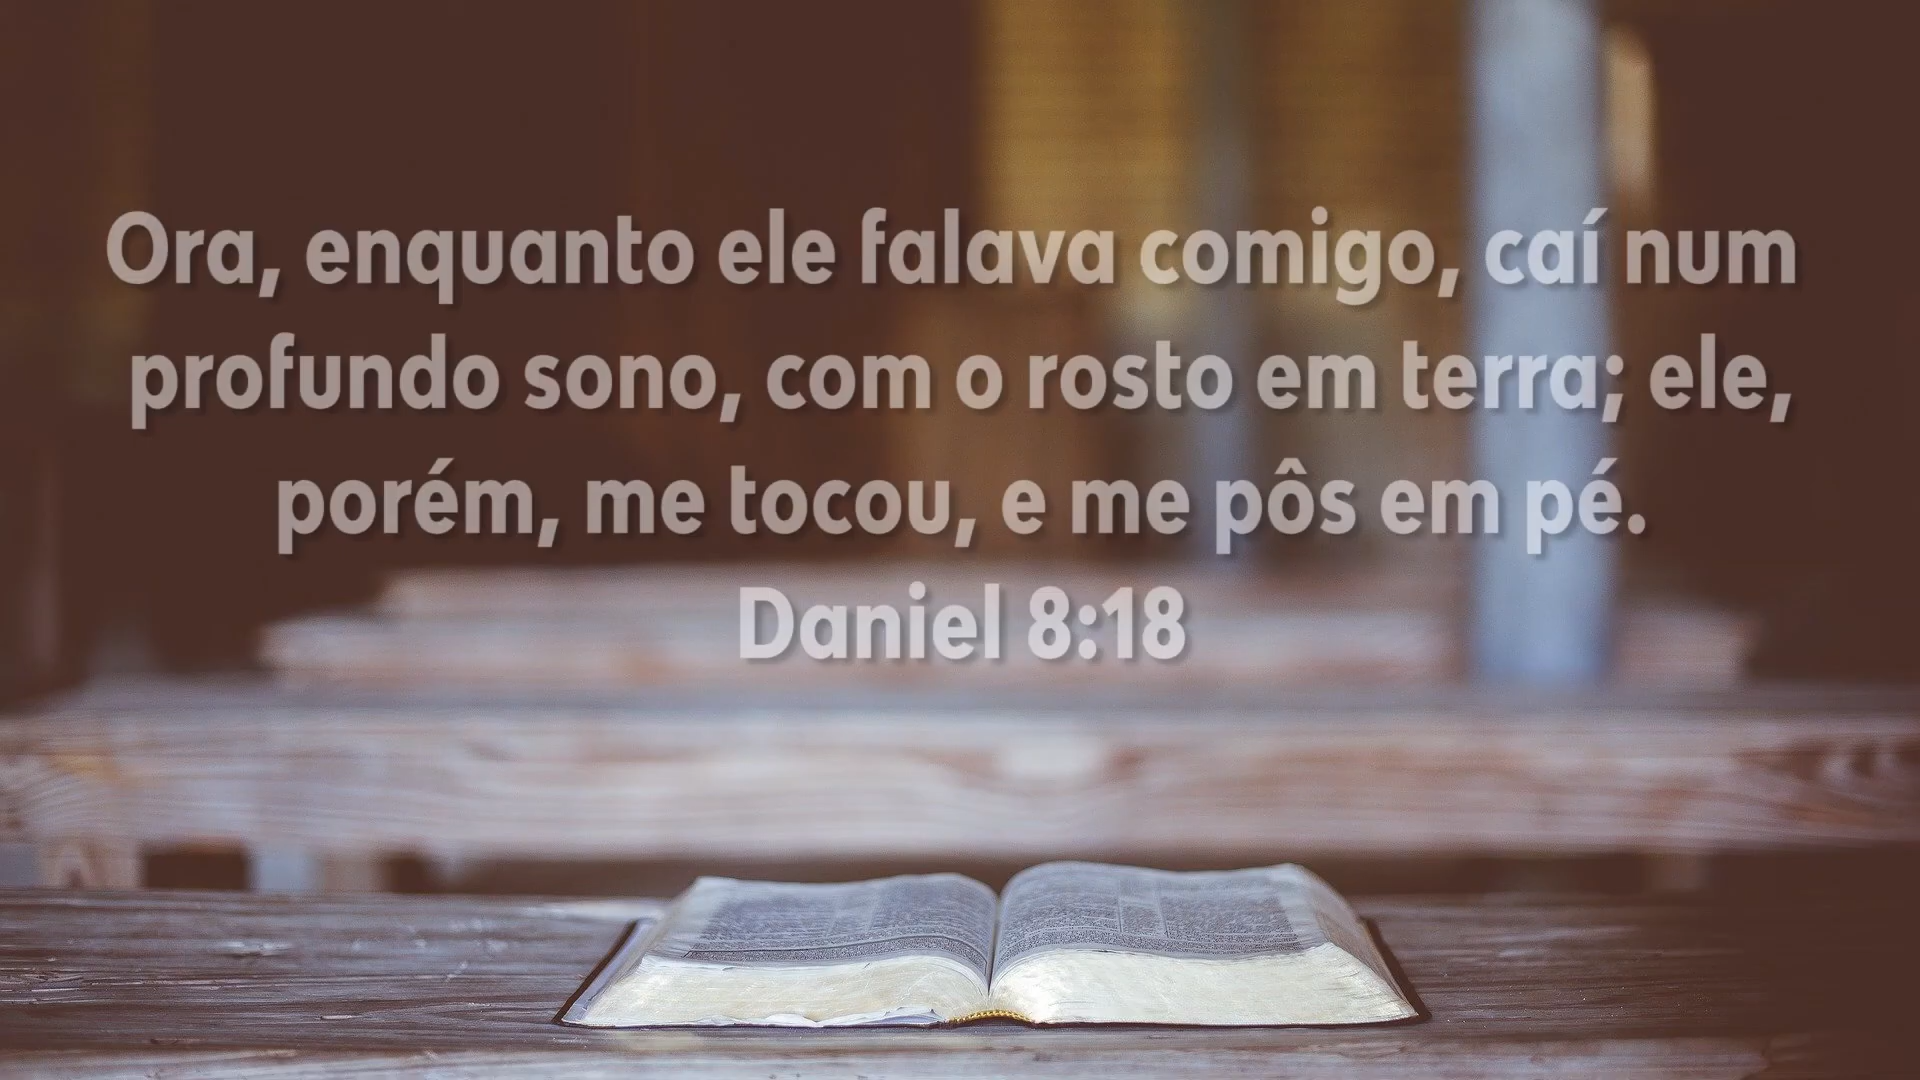 Ora, enquanto ele falava comigo, caí num
profundo sono, com o rosto em terra; ele,
porém, me tocou, e me pôs em pé.
Daniel 8:18